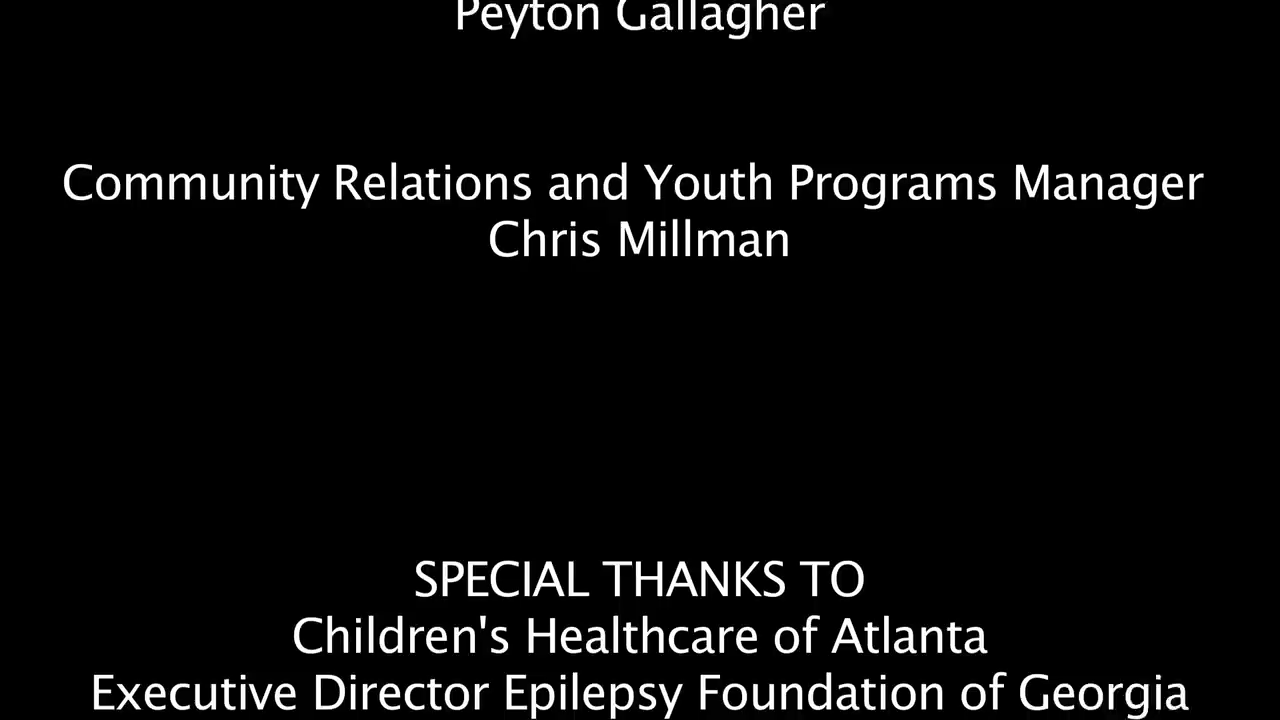 Peyton Gallagher
Community Relations and Youth Programs Manager
Chris Millman
SPECIAL THANKS TO
Children's Healthcare of Atlanta
Executive Director Epilepsy Foundation of Georgia